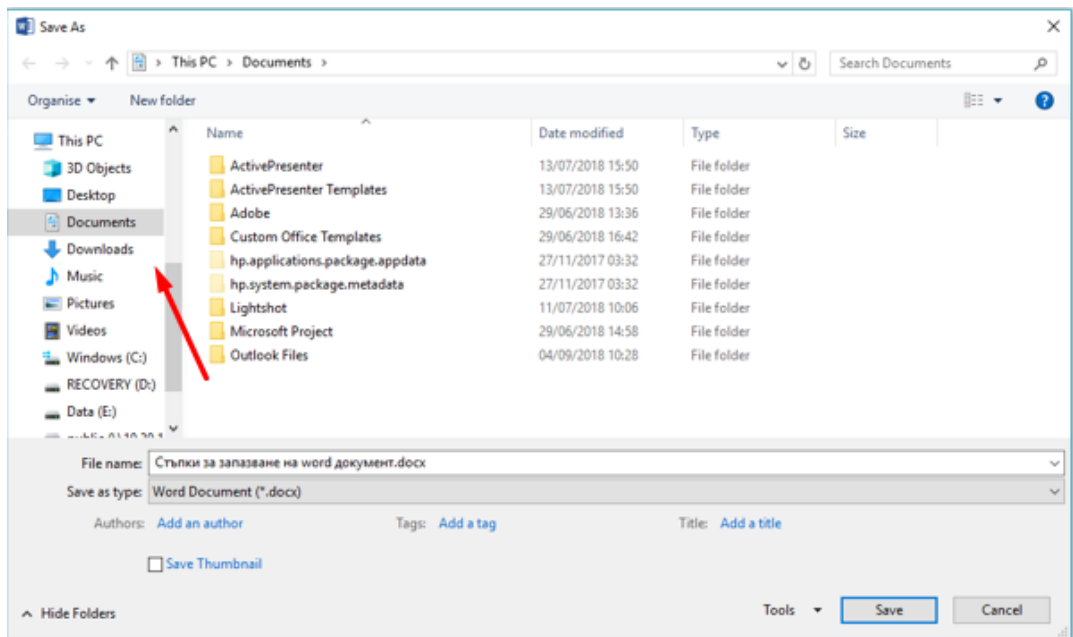 Save As
This PC > Documents >
Search Documents
Organise
New folder
This PC
3D Objects
Desktop
Documents
Downloads
Music
Pictures
Videos
Windows (C:)
RECOVERY (D:)
Data (E:)
Name Date modified Type Size
ActivePresenter 13/07/2018 15:50 File folder
ActivePresenter Templates 13/07/2018 15:50 File folder
Adobe 29/06/2018 13:36 File folder
Custom Office Templates 29/06/2018 16:42 File folder
hp.applications.package.appdata 27/11/2017 03:32 File folder
hp.system.package.metadata 27/11/2017 03:32 File folder
Lightshot 11/07/2018 10:06 File folder
Microsoft Project 29/06/2018 14:58 File folder
Outlook Files 04/09/2018 10:28 File folder
File name: Стъпки за запазване на word документ.docx
Save as type: Word Document (*.docx)
Authors: Add an author Tags: Add a tag Title: Add a title
Save Thumbnail
Hide Folders
Tools Save Cancel